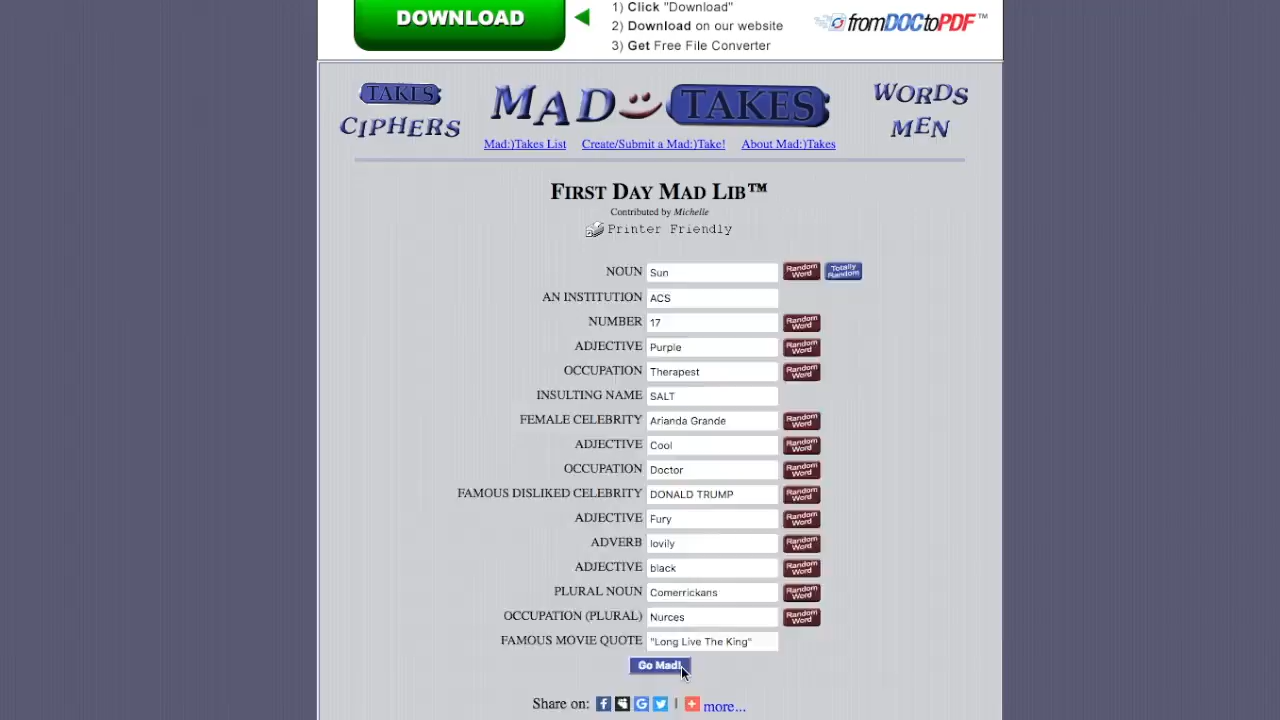 DOWNLOAD
1) Click "Download"
2) Download on our website
3) Get Free File Converter
fromDOCtoPDF™
TAKES
CIPHERS
MAD TAKES
WORDS
MEN
Mad:)Takes List Create/Submit a Mad:)Take! About Mad:)Takes
FIRST DAY MAD LIB™
Contributed by Michelle
Printer Friendly
NOUN Sun Random Word Totally Random
AN INSTITUTION ACS
NUMBER 17 Random Word
ADJECTIVE Purple Random Word
OCCUPATION Therapest Random Word
INSULTING NAME SALT
FEMALE CELEBRITY Arianda Grande Random Word
ADJECTIVE Cool Random Word
OCCUPATION Doctor Random Word
FAMOUS DISLIKED CELEBRITY DONALD TRUMP Random Word
ADJECTIVE Fury Random Word
ADVERB lovily Random Word
ADJECTIVE black Random Word
PLURAL NOUN Comerrickans Random Word
OCCUPATION (PLURAL) Nurces Random Word
FAMOUS MOVIE QUOTE "Long Live The King"
Go Mad!
Share on: | more...